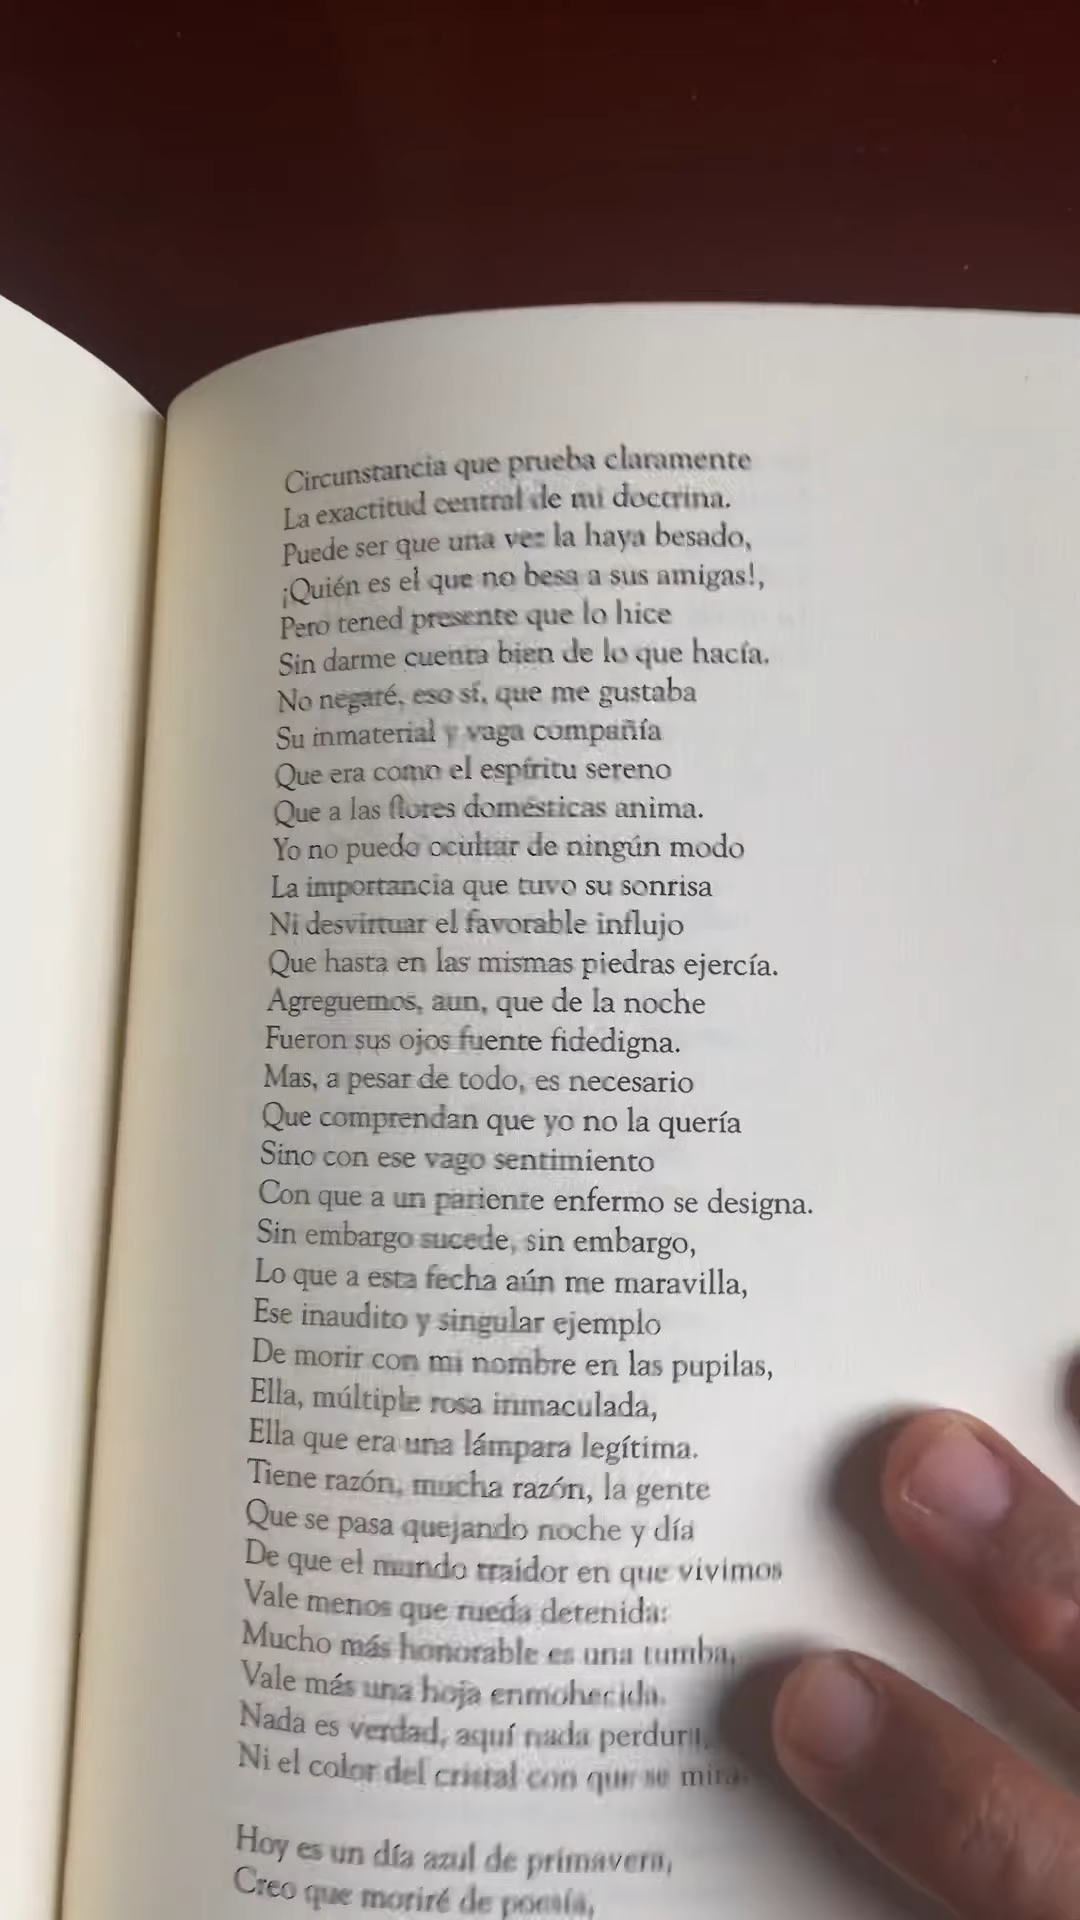 Circunstancia que prueba claramente
La exactitud central de mi doctrina.
Puede ser que una vez la haya besado,
¡Quién es el que no besa a sus amigas!,
Pero tened presente que lo hice
Sin darme cuenta bien de lo que hacía.
No negaré, eso sí, que me gustaba
Su inmaterial y vaga compañía
Que era como el espíritu sereno
Que a las flores domésticas anima.
Yo no puedo ocultar de ningún modo
La importancia que tuvo su sonrisa
Ni desvirtuar el favorable influjo
Que hasta en las mismas piedras ejercía.
Agreguemos, aun, que de la noche
Fueron sus ojos fuente fidedigna.
Mas, a pesar de todo, es necesario
Que comprendan que yo no la quería
Sino con ese vago sentimiento
Con que a un pariente enfermo se designa.
Sin embargo sucede, sin embargo,
Lo que a esta fecha aún me maravilla,
Ese inaudito y singular ejemplo
De morir con mi nombre en las pupilas,
Ella, múltiple rosa inmaculada,
Ella que era una lámpara legítima.
Tiene razón, mucha razón, la gente
Que se pasa quejando noche y día
De que el mundo traidor en que vivimos
Vale menos que rueda detenida:
Mucho más honorable es una tumba,
Vale más una hoja enmohecida.
Nada es verdad, aquí nada perdura,
Ni el color del cristal con que se mira.
Hoy es un día azul de primavera,
Creo que moriré de poesía,